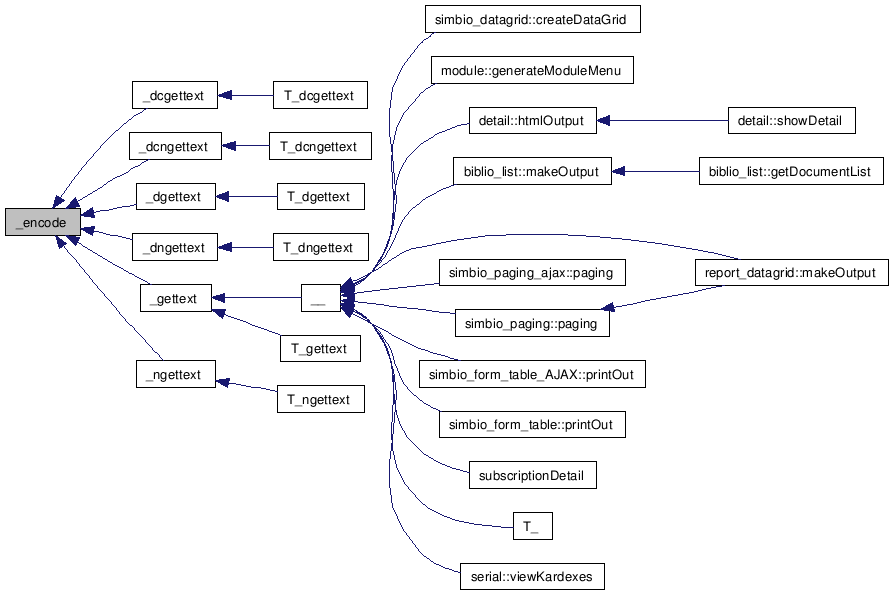 simbio_datagrid::createDataGrid
module::generateModuleMenu
_dcgettext
T_dcgettext
detail::htmlOutput
detail::showDetail
_dcngettext
T_dcngettext
biblio_list::makeOutput
biblio_list::getDocumentList
_dgettext
T_dgettext
_encode
_dngettext
T_dngettext
simbio_paging_ajax::paging
report_datagrid::makeOutput
_gettext
__
simbio_paging::paging
T_gettext
_ngettext
simbio_form_table_AJAX::printOut
T_ngettext
simbio_form_table::printOut
subscriptionDetail
T_
serial::viewKardexes